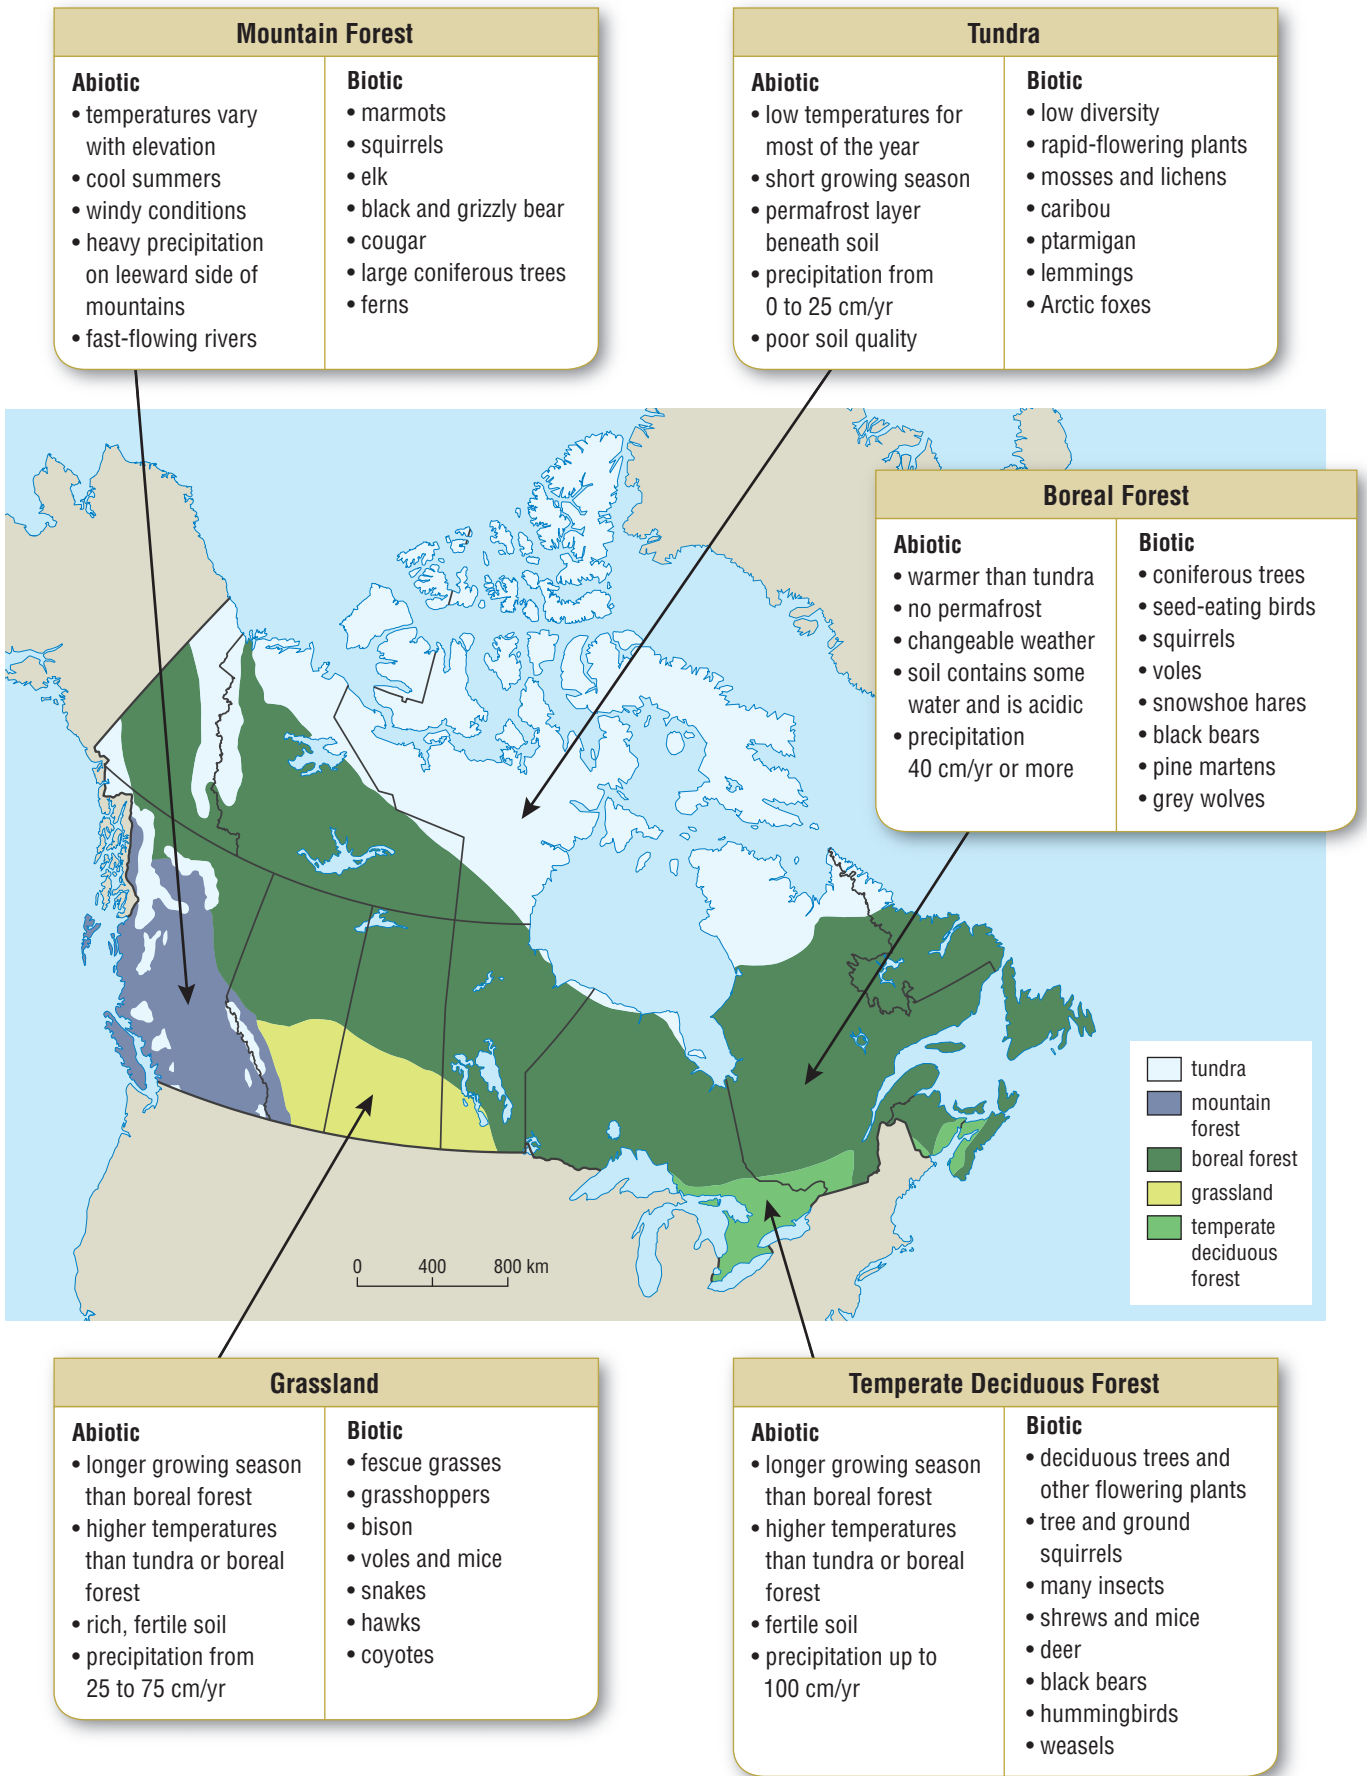 Mountain Forest
Abiotic
• temperatures vary
with elevation
• cool summers
• windy conditions
• heavy precipitation
on leeward side of
mountains
• fast-flowing rivers
Biotic
• marmots
• squirrels
• elk
• black and grizzly bear
• cougar
• large coniferous trees
• ferns
Tundra
Abiotic
• low temperatures for
most of the year
• short growing season
• permafrost layer
beneath soil
• precipitation from
0 to 25 cm/yr
• poor soil quality
Biotic
• low diversity
• rapid-flowering plants
• mosses and lichens
• caribou
• ptarmigan
• lemmings
• Arctic foxes
Boreal Forest
Abiotic
• warmer than tundra
• no permafrost
• changeable weather
• soil contains some
water and is acidic
• precipitation
40 cm/yr or more
Biotic
• coniferous trees
• seed-eating birds
• squirrels
• voles
• snowshoe hares
• black bears
• pine martens
• grey wolves
tundra
mountain
forest
boreal forest
grassland
temperate
deciduous
forest
0 400 800 km
Grassland
Abiotic
• longer growing season
than boreal forest
• higher temperatures
than tundra or boreal
forest
• rich, fertile soil
• precipitation from
25 to 75 cm/yr
Biotic
• fescue grasses
• grasshoppers
• bison
• voles and mice
• snakes
• hawks
• coyotes
Temperate Deciduous Forest
Abiotic
• longer growing season
than boreal forest
• higher temperatures
than tundra or boreal
forest
• fertile soil
• precipitation up to
100 cm/yr
Biotic
• deciduous trees and
other flowering plants
• tree and ground
squirrels
• many insects
• shrews and mice
• deer
• black bears
• hummingbirds
• weasels